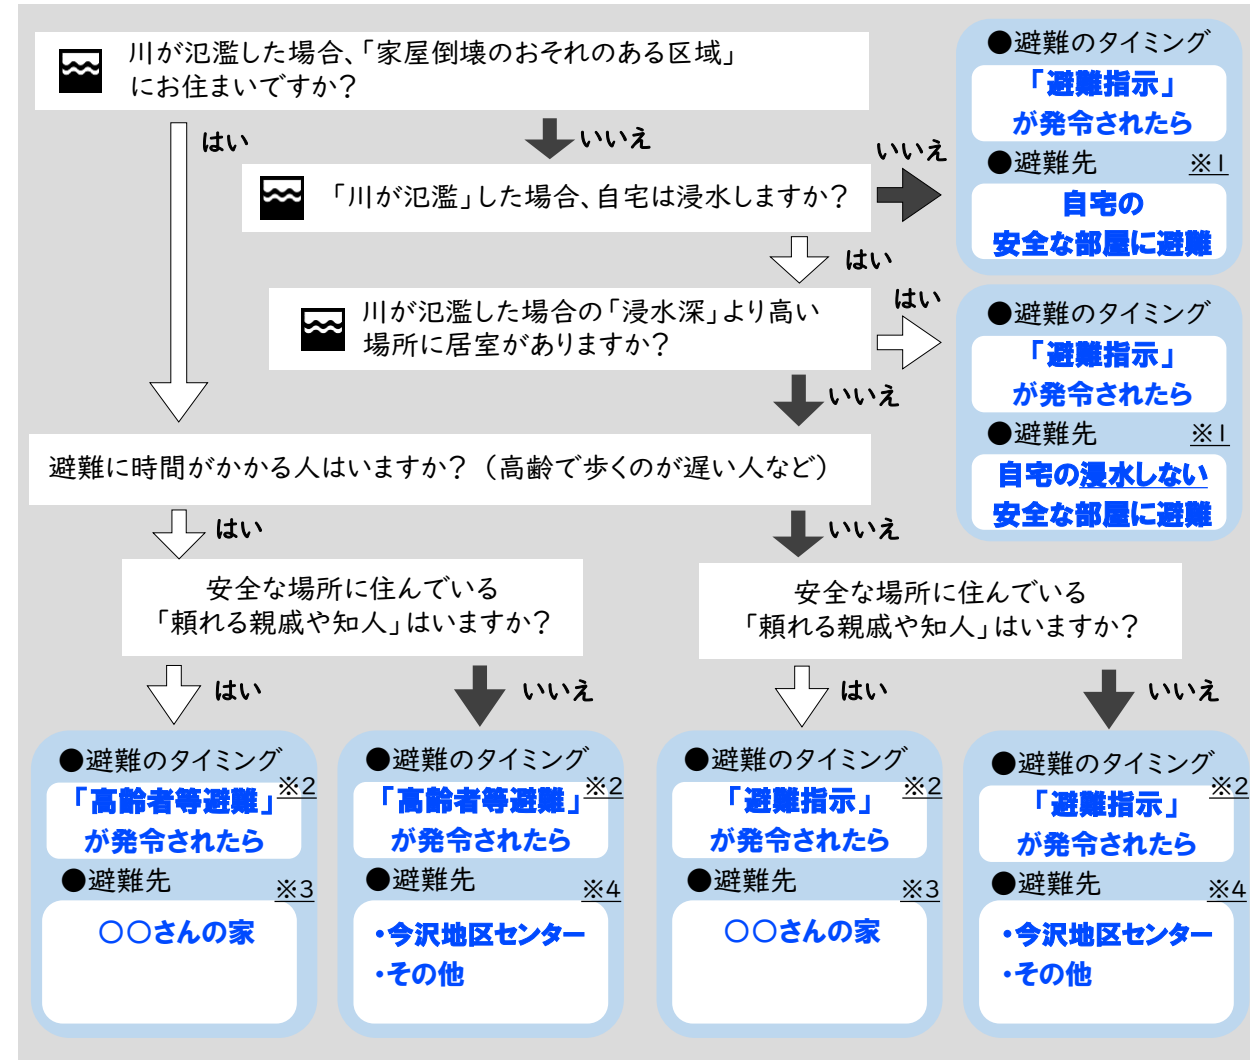 川が氾濫した場合、「家屋倒壊のおそれのある区域」
にお住まいですか？
はい
いいえ
「川が氾濫」した場合、自宅は浸水しますか？
いいえ
●避難のタイミング
「避難指示」
が発令されたら
●避難先 ※1
自宅の
安全な部屋に避難
はい
川が氾濫した場合の「浸水深」より高い
場所に居室がありますか？
はい
●避難のタイミング
「避難指示」
が発令されたら
●避難先 ※1
自宅の浸水しない
安全な部屋に避難
いいえ
避難に時間がかかる人はいますか？（高齢で歩くのが遅い人など）
はい
いいえ
安全な場所に住んでいる
「頼れる親戚や知人」はいますか？
安全な場所に住んでいる
「頼れる親戚や知人」はいますか？
はい
いいえ
はい
いいえ
●避難のタイミング
※2
「高齢者等避難」
が発令されたら
●避難先
※3
○○さんの家
●避難のタイミング
※2
「高齢者等避難」
が発令されたら
●避難先
※4
・今沢地区センター
・その他
●避難のタイミング
※2
「避難指示」
が発令されたら
●避難先
※3
○○さんの家
●避難のタイミング
※2
「避難指示」
が発令されたら
●避難先
※4
・今沢地区センター
・その他